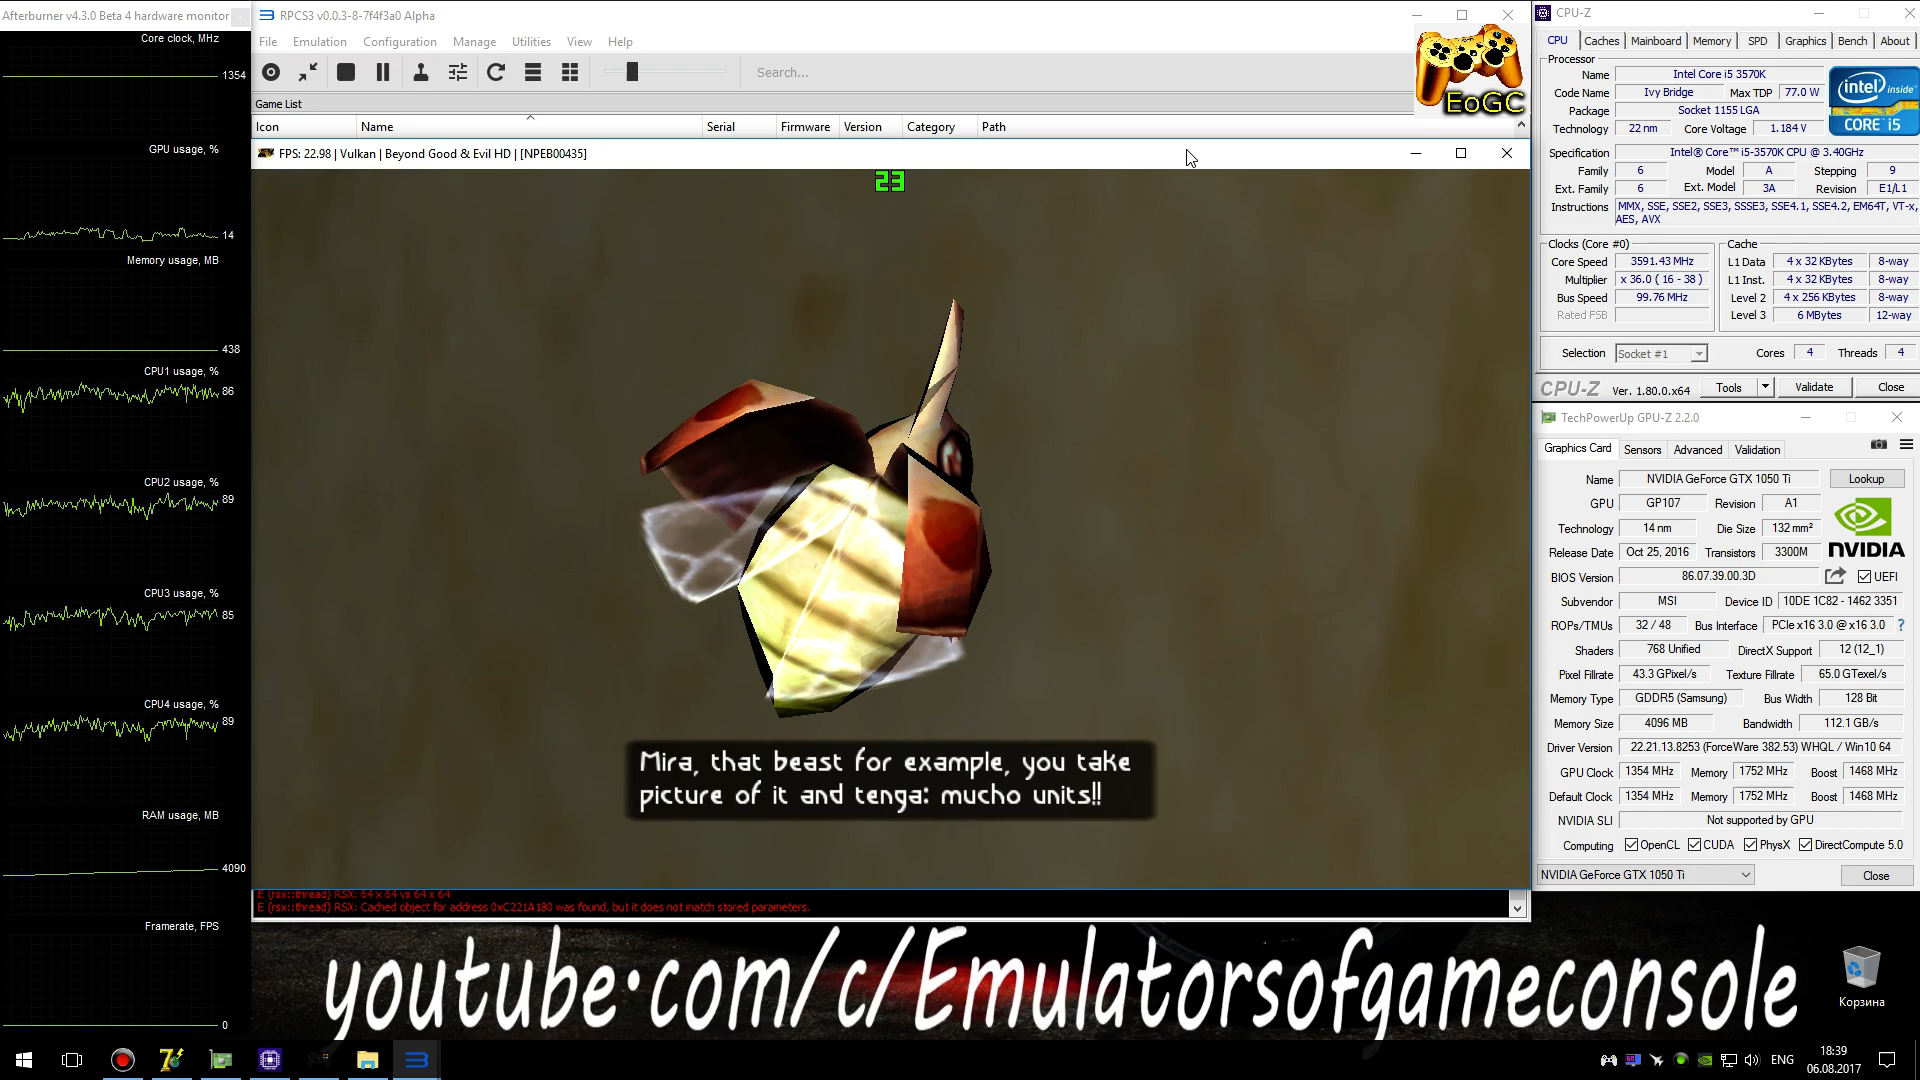 Afterburner v4.3.0 Beta 4 hardware monitor
Core clock, MHz
1354
GPU usage, %
14
Memory usage, MB
438
CPU1 usage, %
86
CPU2 usage, %
89
CPU3 usage, %
85
CPU4 usage, %
89
RAM usage, MB
4090
Framerate, FPS
0
RPCS3 v0.0.3-8-7f4f3a0 Alpha
File Emulation Configuration Manage Utilities View Help
Search...
EoGC
Game List
Icon Name Serial Firmware Version Category Path
FPS: 22.98 | Vulkan | Beyond Good & Evil HD | [NPEB00435]
23
Mira, that beast for example, you take
picture of it and tenga: mucho units!!
E {rsx::thread} RSX: 64 x 64 vs 64 x 64
E {rsx::thread} RSX: Cached object for address 0xC221A180 was found, but it does not match stored parameters.
CPU-Z
CPU Caches Mainboard Memory SPD Graphics Bench About
Processor
Name Intel Core i5 3570K
Code Name Ivy Bridge Max TDP 77.0 W
Package Socket 1155 LGA
Technology 22 nm Core Voltage 1.184 V
intel inside CORE i5
Specification Intel® Core™ i5-3570K CPU @ 3.40GHz
Family 6 Model A Stepping 9
Ext. Family 6 Ext. Model 3A Revision E1/L1
Instructions MMX, SSE, SSE2, SSE3, SSSE3, SSE4.1, SSE4.2, EM64T, VT-x,
AES, AVX
Clocks (Core #0) Cache
Core Speed 3591.43 MHz L1 Data 4 x 32 KBytes 8-way
Multiplier x 36.0 ( 16 - 38 ) L1 Inst. 4 x 32 KBytes 8-way
Bus Speed 99.76 MHz Level 2 4 x 256 KBytes 8-way
Rated FSB Level 3 6 MBytes 12-way
Selection Socket #1 Cores 4 Threads 4
CPU-Z Ver. 1.80.0.x64 Tools Validate Close
TechPowerUp GPU-Z 2.2.0
Graphics Card Sensors Advanced Validation
Name NVIDIA GeForce GTX 1050 Ti Lookup
GPU GP107 Revision A1
Technology 14 nm Die Size 132 mm²
Release Date Oct 25, 2016 Transistors 3300M
NVIDIA
BIOS Version 86.07.39.00.3D UEFI
Subvendor MSI Device ID 10DE 1C82 - 1462 3351
ROPs/TMUs 32 / 48 Bus Interface PCIe x16 3.0 @ x16 3.0 ?
Shaders 768 Unified DirectX Support 12 (12_1)
Pixel Fillrate 43.3 GPixel/s Texture Fillrate 65.0 GTexel/s
Memory Type GDDR5 (Samsung) Bus Width 128 Bit
Memory Size 4096 MB Bandwidth 112.1 GB/s
Driver Version 22.21.13.8253 (ForceWare 382.53) WHQL / Win10 64
GPU Clock 1354 MHz Memory 1752 MHz Boost 1468 MHz
Default Clock 1354 MHz Memory 1752 MHz Boost 1468 MHz
NVIDIA SLI Not supported by GPU
Computing OpenCL CUDA PhysX DirectCompute 5.0
NVIDIA GeForce GTX 1050 Ti Close
youtube.com/c/Emulatorsofgameconsole
Корзина
ENG
18:39
06.08.2017